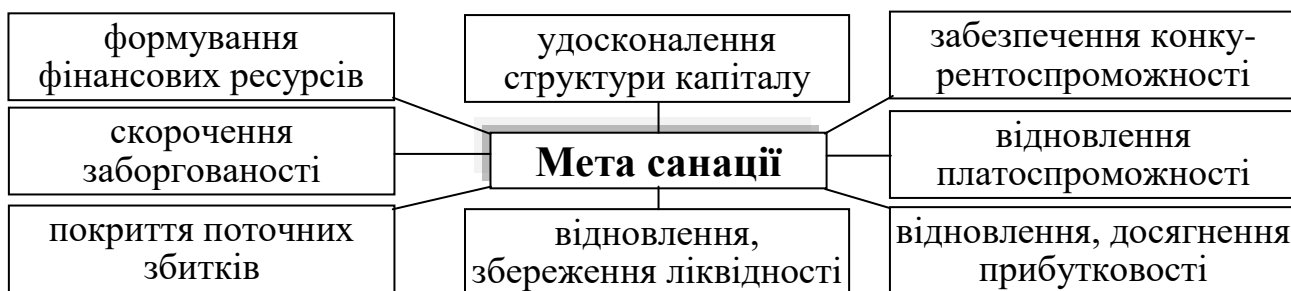 формування
фінансових ресурсів
удосконалення
структури капіталу
забезпечення конку-
рентоспроможності
скорочення
заборгованості
Мета санації
відновлення
платоспроможності
покриття поточних
збитків
відновлення,
збереження ліквідності
відновлення, досягнення
прибутковості